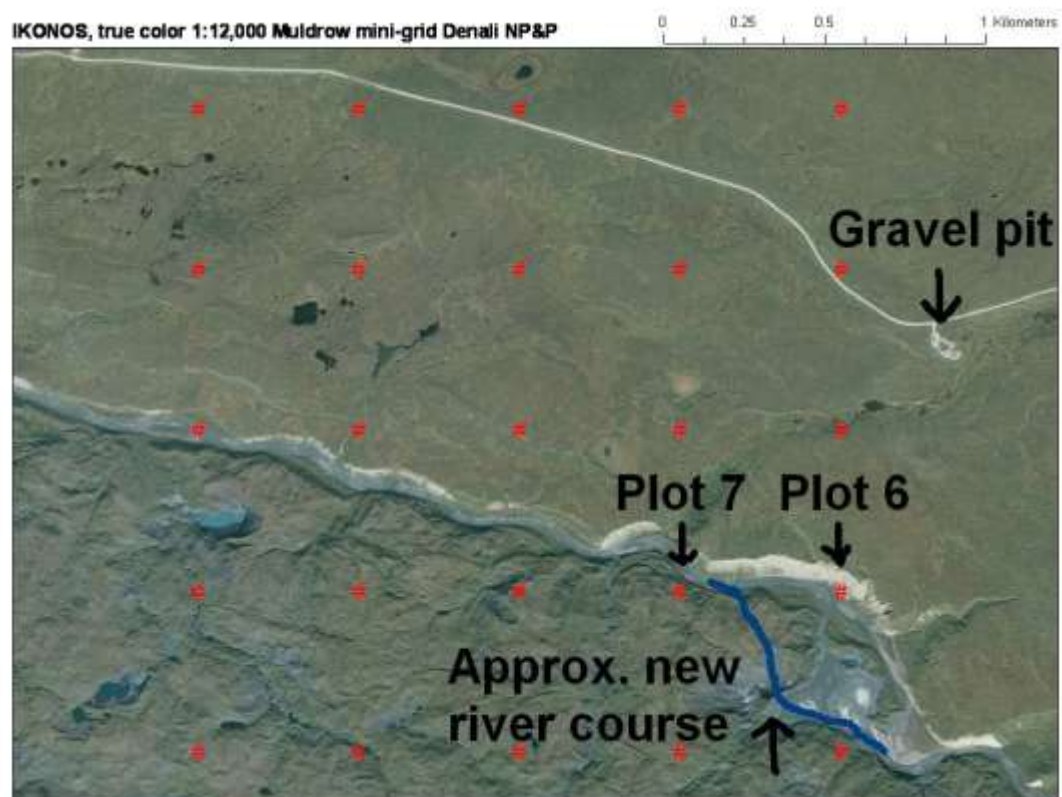 IKONOS, true color 1:12,000 Muldrow mini-grid Denali NP&P
0 0.25 0.5 1 Kilometers
Gravel pit
Plot 7 Plot 6
Approx. new
river course